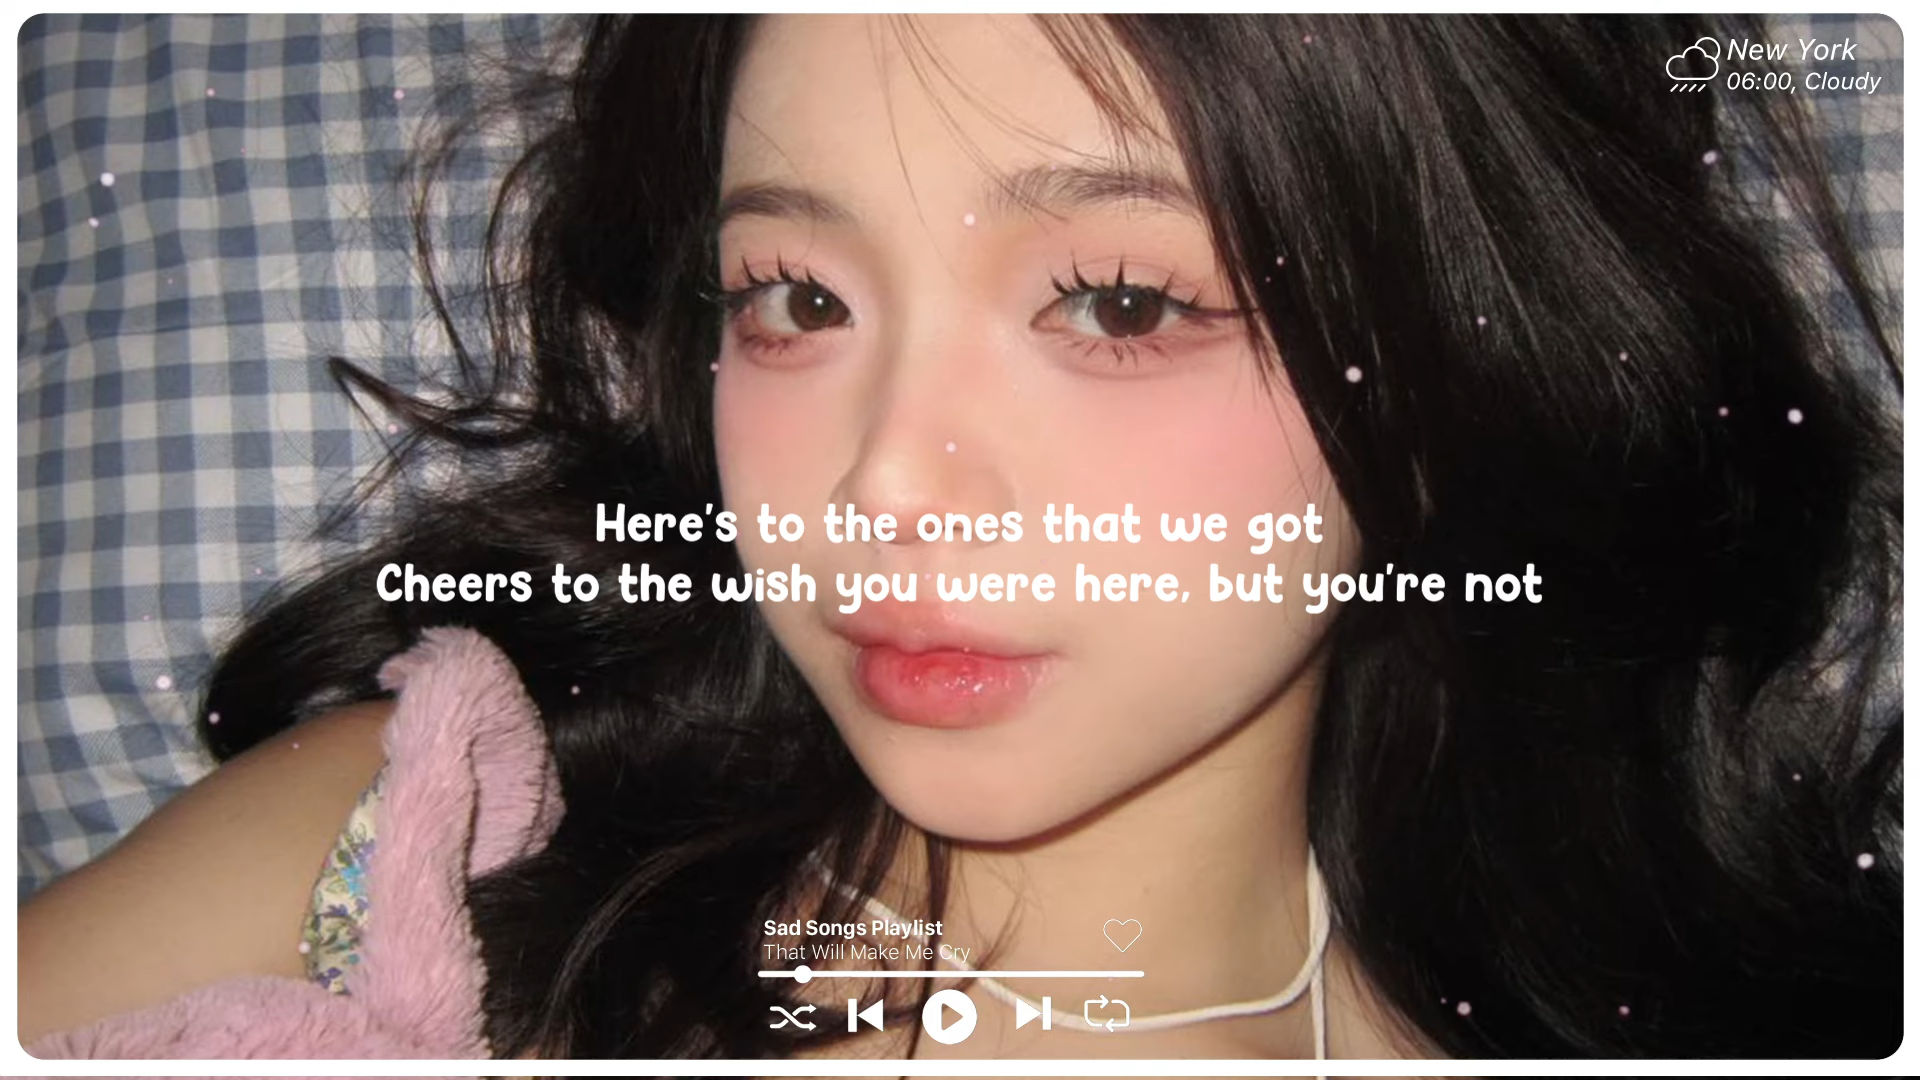 New York
06:00, Cloudy
Here's to the ones that we got
Cheers to the wish you were here, but you're not
Sad Songs Playlist
That Will Make Me Cry